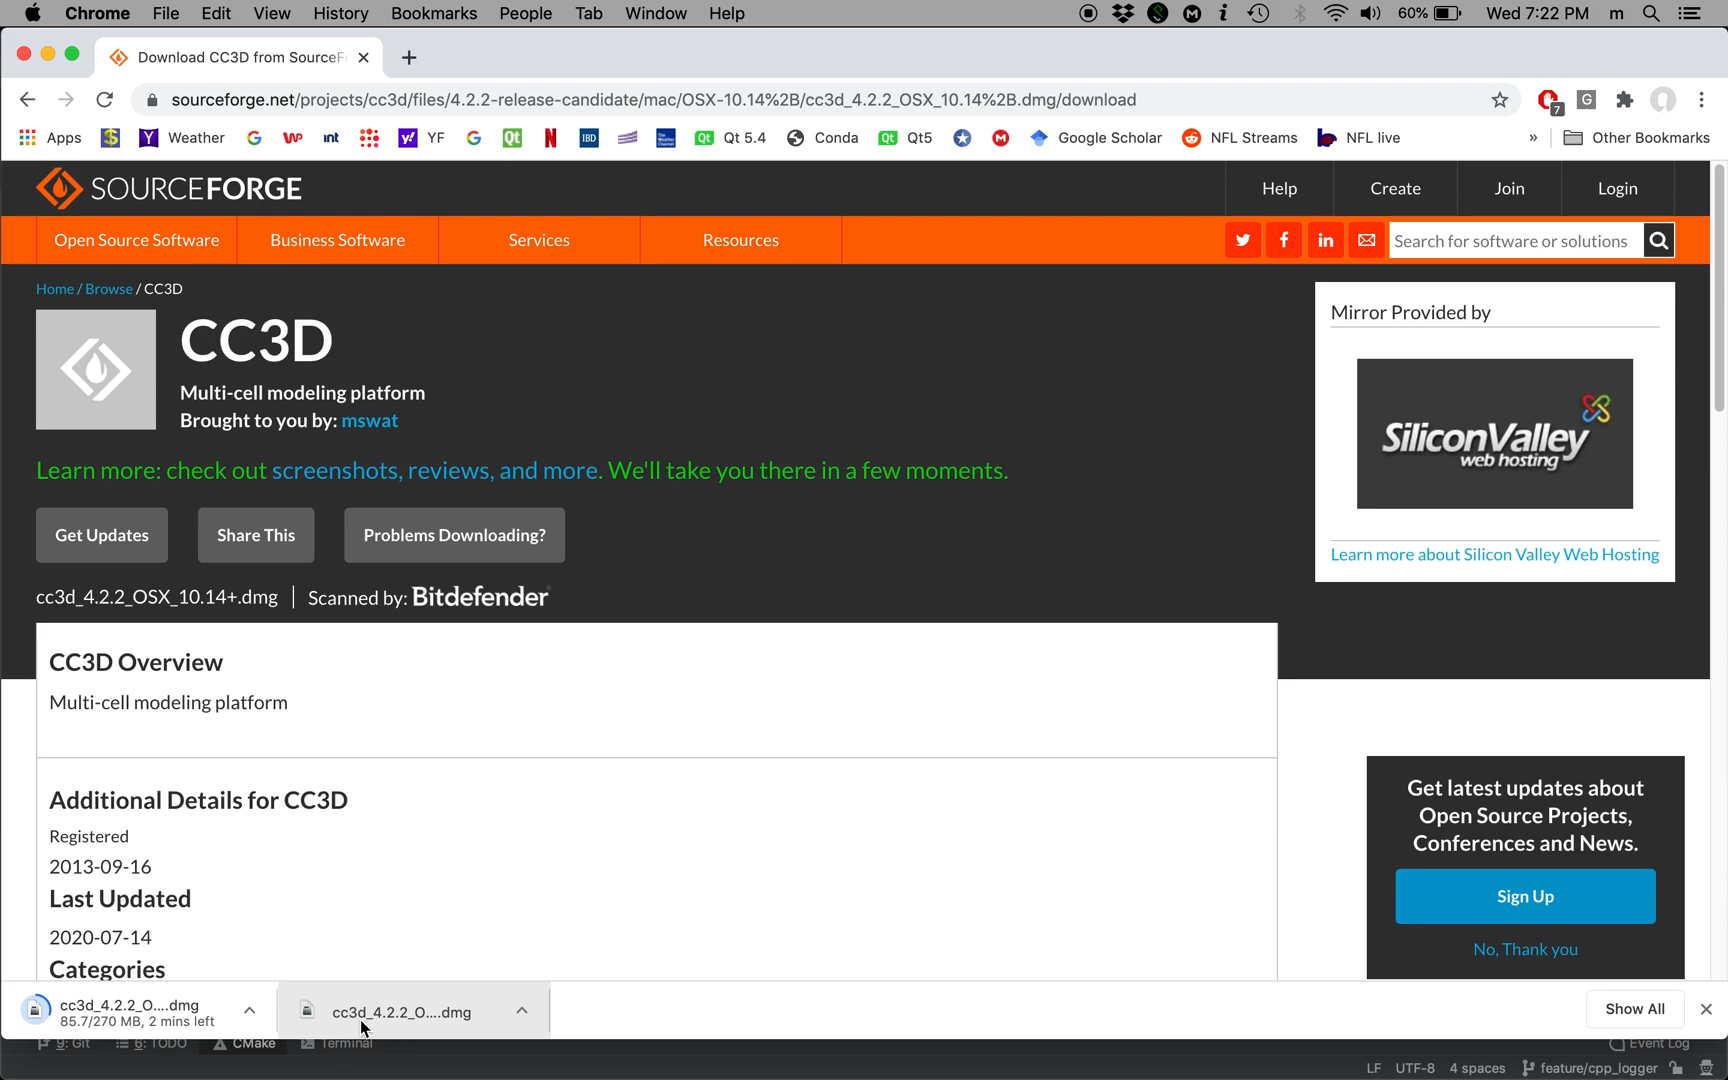 Chrome File Edit View History Bookmarks People Tab Window Help 60% Wed 7:22 PM m
Download CC3D from SourceF
sourceforge.net/projects/cc3d/files/4.2.2-release-candidate/mac/OSX-10.14%2B/cc3d_4.2.2_OSX_10.14%2B.dmg/download
7
Apps Weather WP INT YF Qt N IBD Qt 5.4 Conda Qt5 M Google Scholar NFL Streams NFL live » Other Bookmarks
SOURCEFORGE Help Create Join Login
Open Source Software Business Software Services Resources Search for software or solutions
Home / Browse / CC3D
CC3D
Multi-cell modeling platform
Brought to you by: mswat
Learn more: check out screenshots, reviews, and more. We'll take you there in a few moments.
Get Updates Share This Problems Downloading?
cc3d_4.2.2_OSX_10.14+.dmg | Scanned by: Bitdefender
Mirror Provided by
SiliconValley
web hosting
Learn more about Silicon Valley Web Hosting
CC3D Overview
Multi-cell modeling platform
Additional Details for CC3D
Registered
2013-09-16
Last Updated
2020-07-14
Categories
Get latest updates about
Open Source Projects,
Conferences and News.
Sign Up
No, Thank you
cc3d_4.2.2_O....dmg
85.7/270 MB, 2 mins left
cc3d_4.2.2_O....dmg
Show All
9: Git 6: TODO CMake Terminal Event Log
LF UTF-8 4 spaces feature/cpp_logger